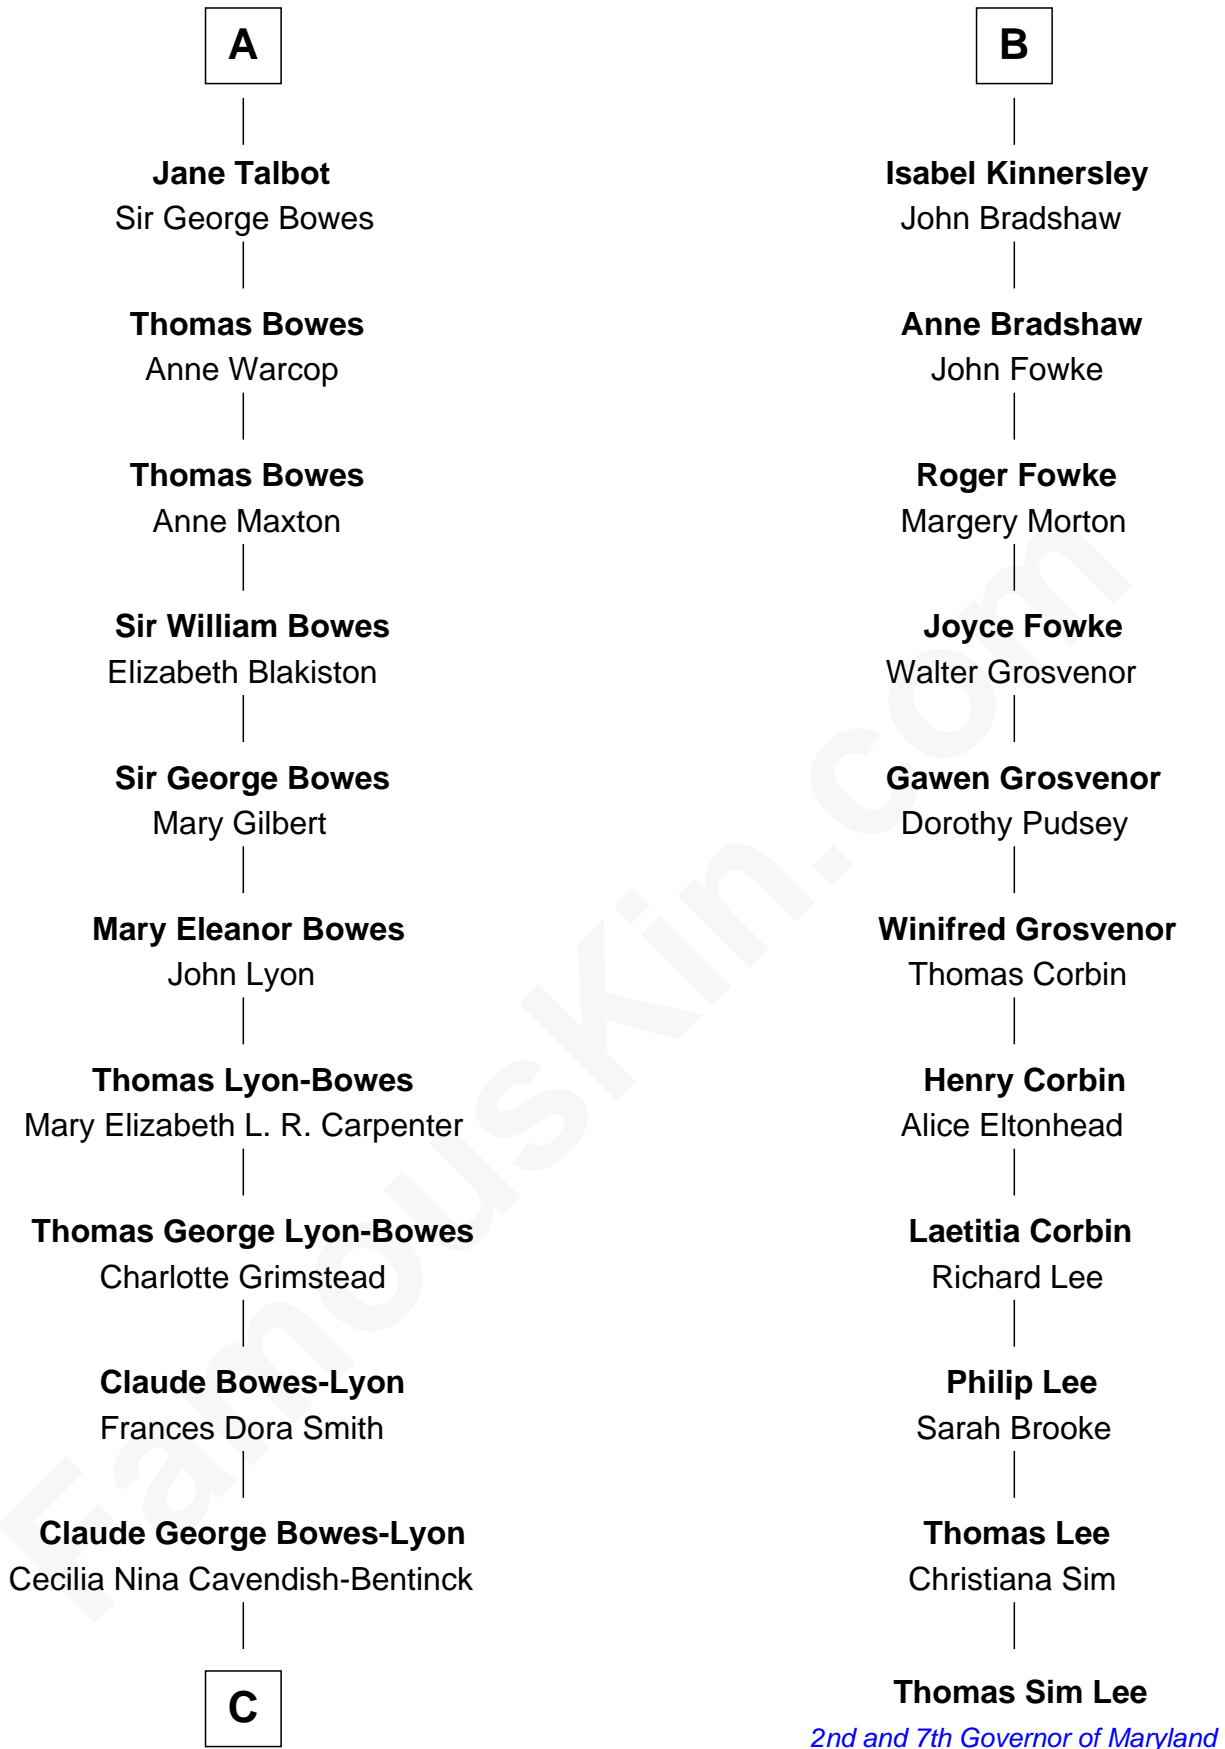 A
Jane Talbot
Sir George Bowes
Thomas Bowes
Anne Warcop
Thomas Bowes
Anne Maxton
Sir William Bowes
Elizabeth Blakiston
Sir George Bowes
Mary Gilbert
Mary Eleanor Bowes
John Lyon
Thomas Lyon-Bowes
Mary Elizabeth L. R. Carpenter
Thomas George Lyon-Bowes
Charlotte Grimstead
Claude Bowes-Lyon
Frances Dora Smith
Claude George Bowes-Lyon
Cecilia Nina Cavendish-Bentinck
C
B
Isabel Kinnersley
John Bradshaw
Anne Bradshaw
John Fowke
Roger Fowke
Margery Morton
Joyce Fowke
Walter Grosvenor
Gawen Grosvenor
Dorothy Pudsey
Winifred Grosvenor
Thomas Corbin
Henry Corbin
Alice Eltonhead
Laetitia Corbin
Richard Lee
Philip Lee
Sarah Brooke
Thomas Lee
Christiana Sim
Thomas Sim Lee
2nd and 7th Governor of Maryland
FamousKin.com